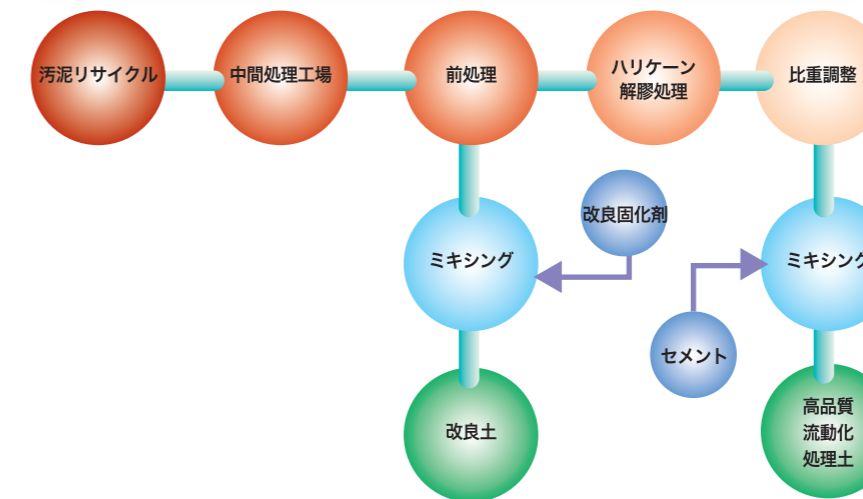 汚泥リサイクル
中間処理工場
前処理
ハリケーン
解膠処理
比重調整
改良固化剤
ミキシング
ミキシング
セメント
改良土
高品質
流動化
処理土